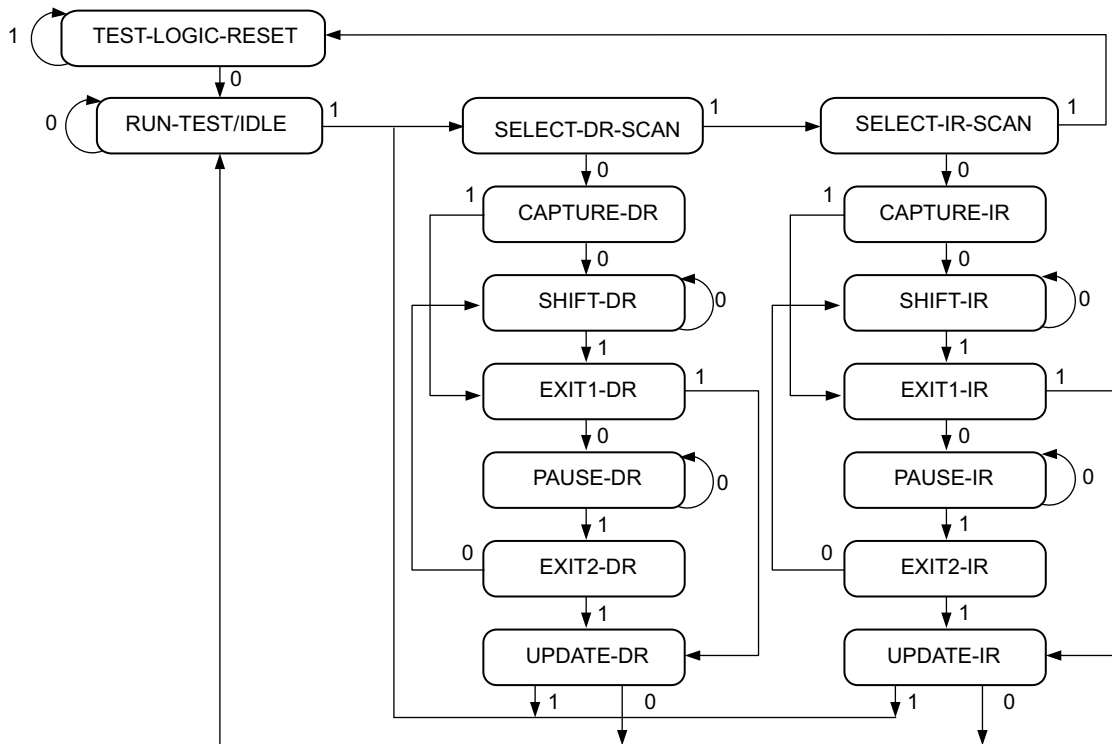 1
TEST-LOGIC-RESET
0
0
RUN-TEST/IDLE
1
SELECT-DR-SCAN
1
SELECT-IR-SCAN
1
0
0
1
CAPTURE-DR
1
CAPTURE-IR
0
0
SHIFT-DR
0
SHIFT-IR
0
1
1
EXIT1-DR
1
EXIT1-IR
1
0
0
PAUSE-DR
0
PAUSE-IR
0
1
1
0
EXIT2-DR
0
EXIT2-IR
1
1
UPDATE-DR
UPDATE-IR
1
0
1
0